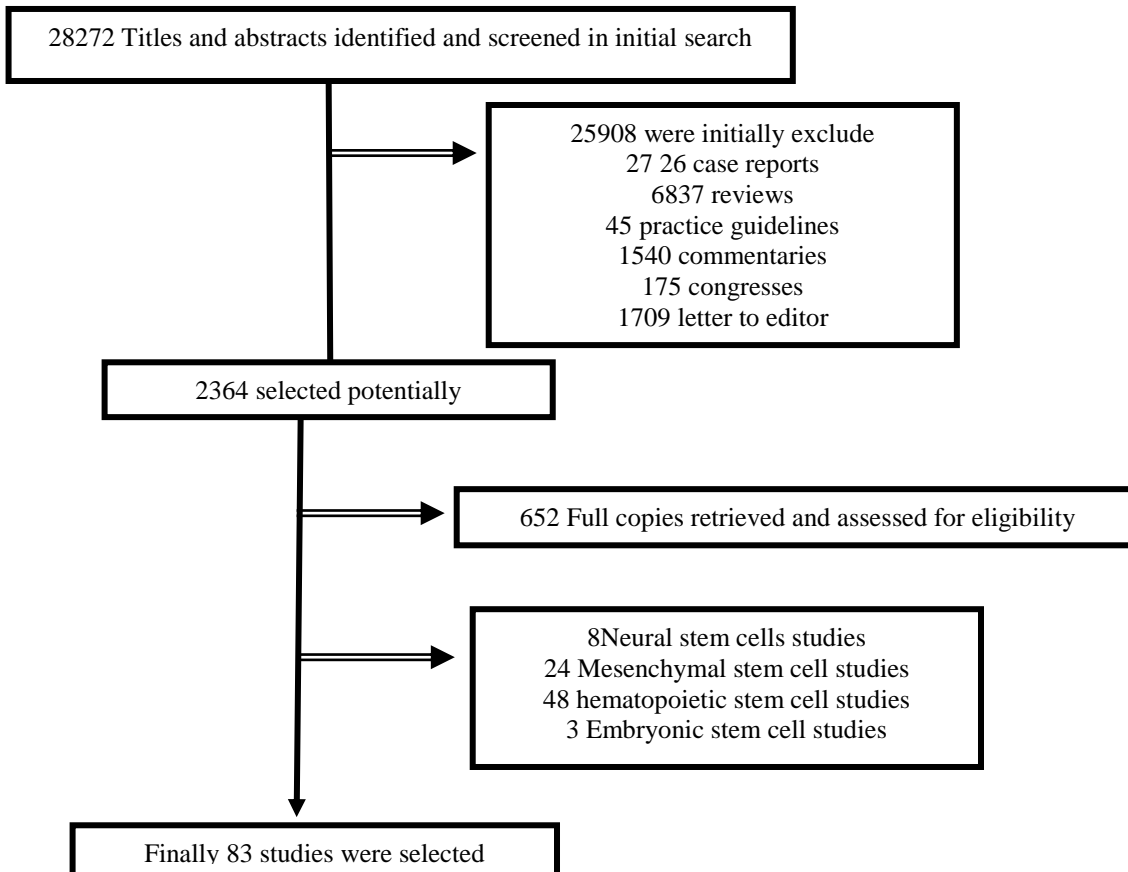 28272 Titles and abstracts identified and screened in initial search
25908 were initially exclude
27 26 case reports
6837 reviews
45 practice guidelines
1540 commentaries
175 congresses
1709 letter to editor
2364 selected potentially
652 Full copies retrieved and assessed for eligibility
8Neural stem cells studies
24 Mesenchymal stem cell studies
48 hematopoietic stem cell studies
3 Embryonic stem cell studies
Finally 83 studies were selected